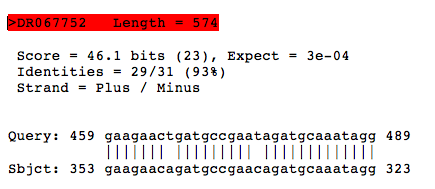 >DR067752 Length = 574
Score = 46.1 bits (23), Expect = 3e-04
Identities = 29/31 (93%)
Strand = Plus / Minus
Query: 459 gaagaactgatgccgaatagatgcaaatagg 489
||||||| ||||||||| |||||||||||||
Sbjct: 353 gaagaacagatgccgaacagatgcaaatagg 323